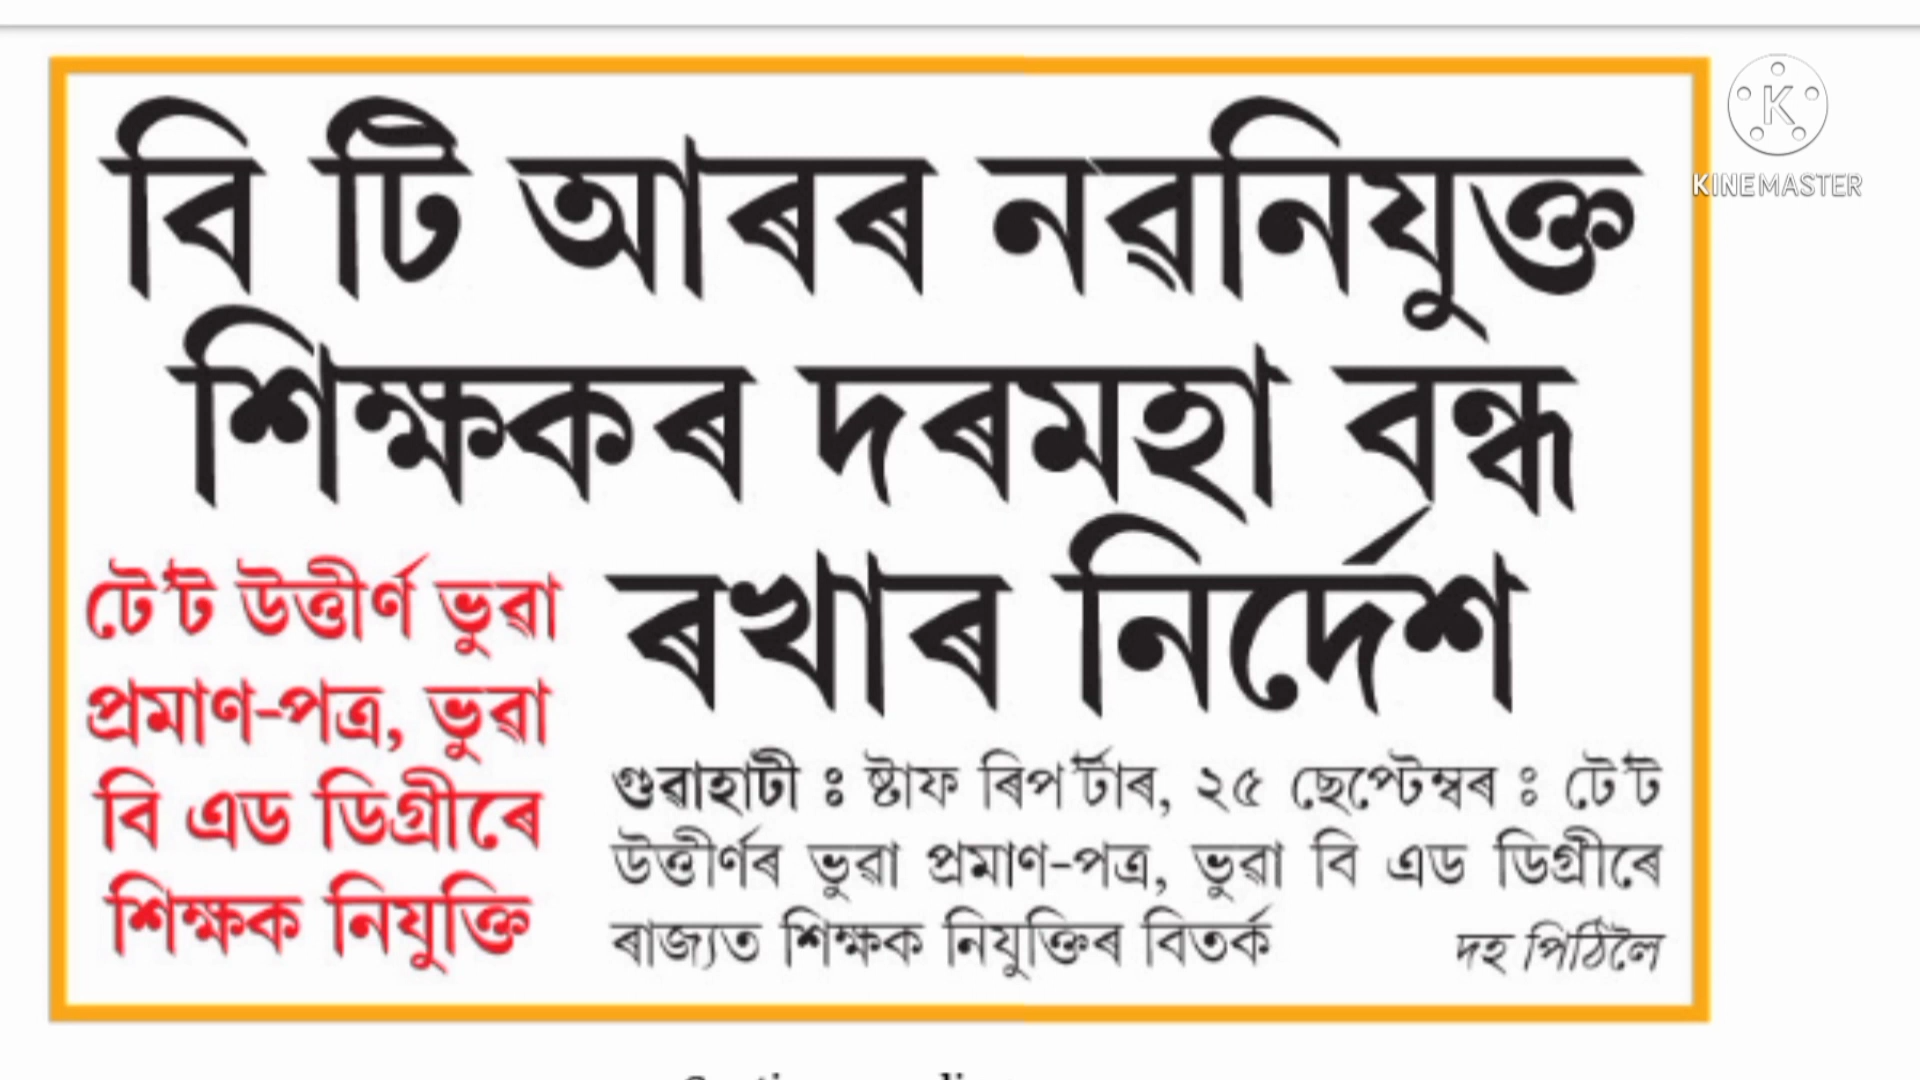 বি টি আৰৰ নৱনিযুক্ত
শিক্ষকৰ দৰমহা বন্ধ
ৰখাৰ নিৰ্দেশ
টে'ট উত্তীৰ্ণ ভুৱা
প্ৰমাণ-পত্ৰ, ভুৱা
বি এড ডিগ্ৰীৰে
শিক্ষক নিযুক্তি
গুৱাহাটী ঃ ষ্টাফ ৰিপ'ৰ্টাৰ, ২৫ ছেপ্টেম্বৰ ঃ টে'ট
উত্তীৰ্ণৰ ভুৱা প্ৰমাণ-পত্ৰ, ভুৱা বি এড ডিগ্ৰীৰে
ৰাজ্যত শিক্ষক নিযুক্তিৰ বিতৰ্ক দহ পিঠিলৈ
KINEMASTER